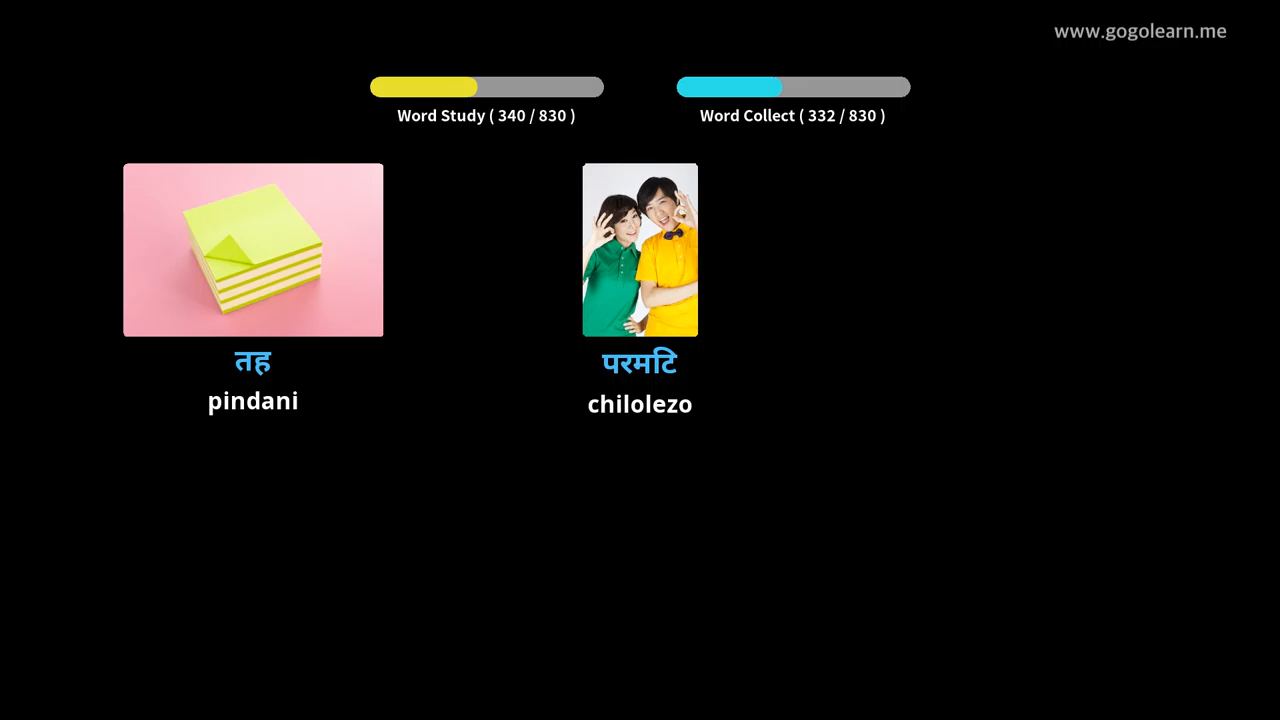 www.gogolearn.me
Word Study ( 340 / 830 )
Word Collect ( 332 / 830 )
तह
pindani
परमटि
chilolezo